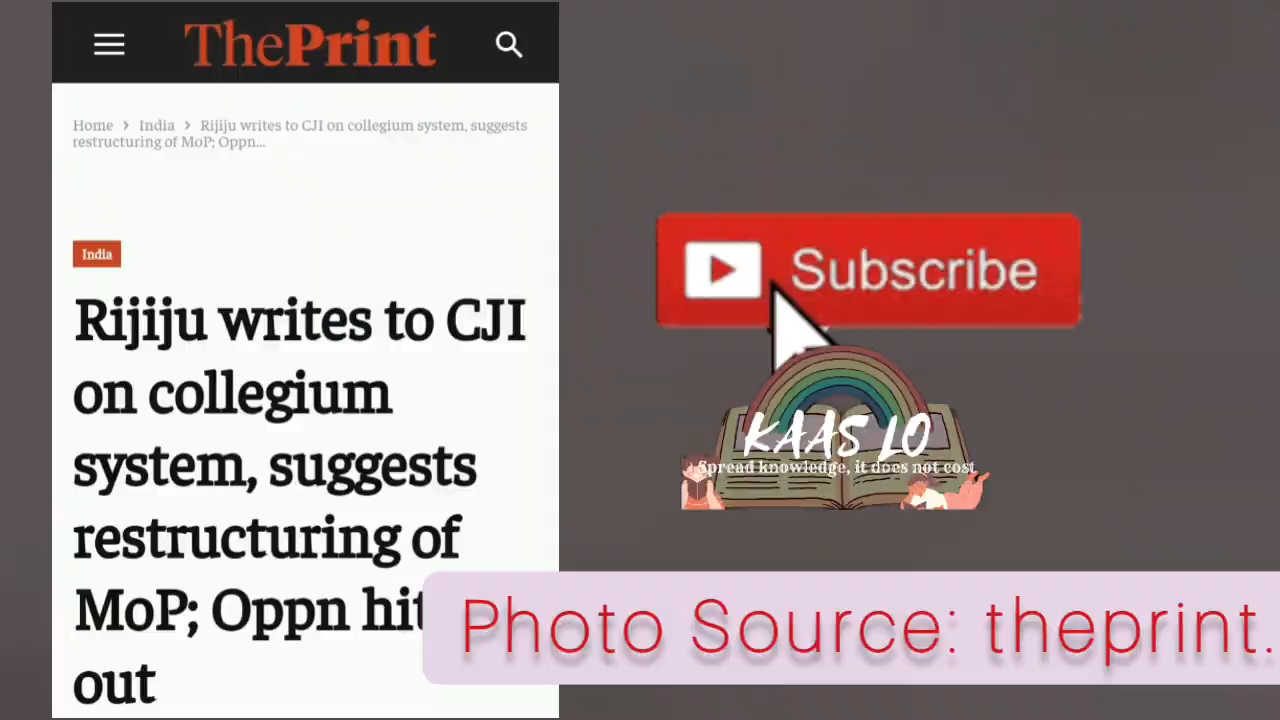 ThePrint
Home > India > Rijiju writes to CJI on collegium system, suggests
restructuring of MoP; Oppn...
India
Rijiju writes to CJI
on collegium
system, suggests
restructuring of
MoP; Oppn hit
out
Subscribe
KAAS LO
Spread knowledge, it does not cost
Photo Source: theprint.